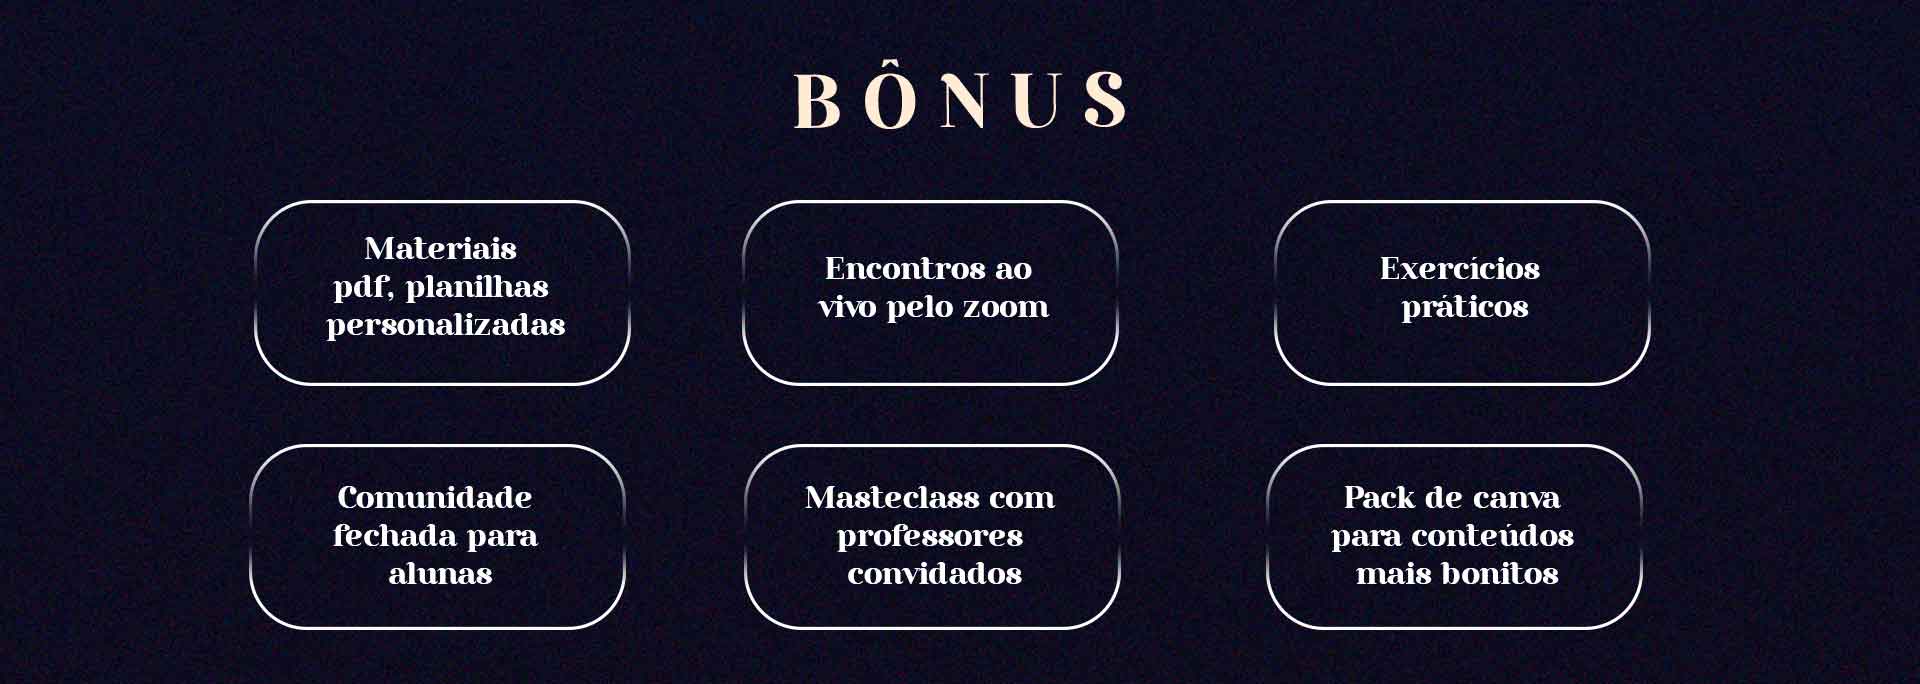 BÔNUS
Materiais
pdf, planilhas
personalizadas
Encontros ao
vivo pelo zoom
Exercícios
práticos
Comunidade
fechada para
alunas
Masteclass com
professores
convidados
Pack de canva
para conteúdos
mais bonitos